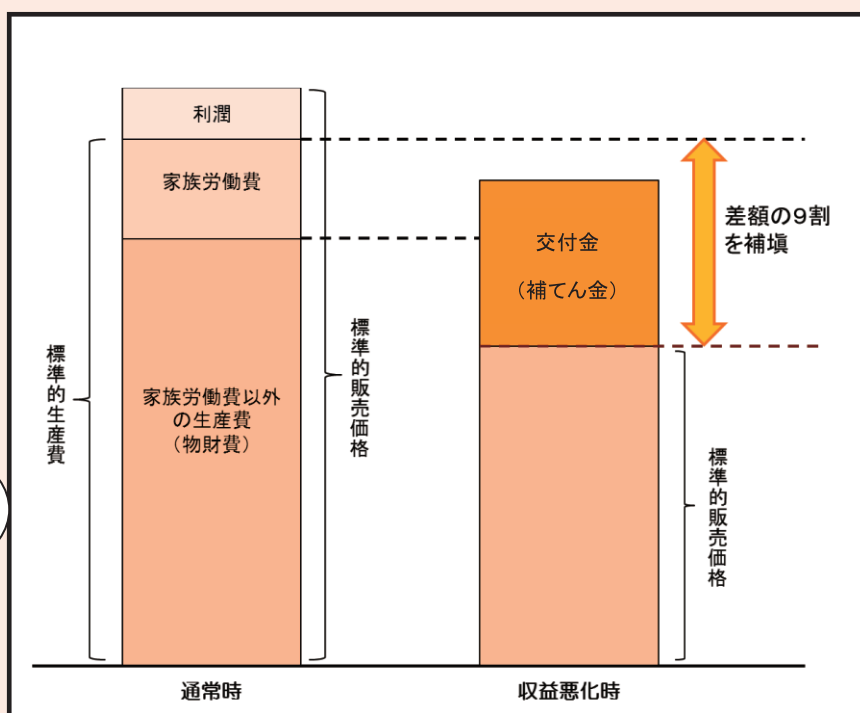 利潤
家族労働費
家族労働費以外
の生産費
（物財費）
標準的生産費
標準的販売価格
交付金
（補てん金）
差額の9割
を補塡
標準的販売価格
通常時
収益悪化時